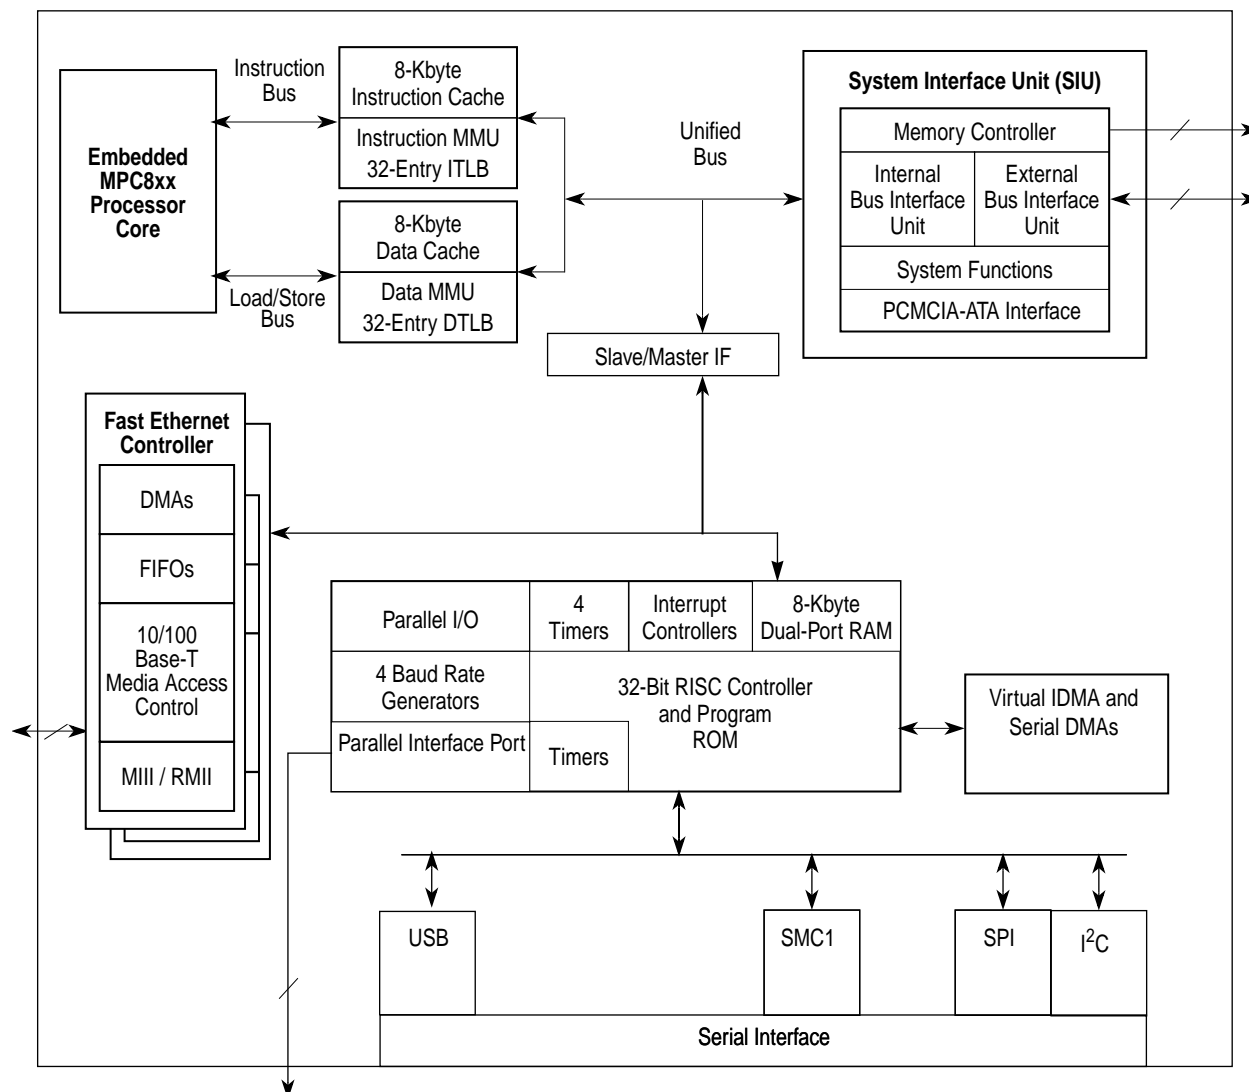 Instruction
Bus
8-Kbyte
Instruction Cache
Instruction MMU
32-Entry ITLB
Embedded
MPC8xx
Processor
Core
8-Kbyte
Data Cache
Data MMU
32-Entry DTLB
Load/Store
Bus
Unified
Bus
System Interface Unit (SIU)
Memory Controller
Internal
Bus Interface
Unit
External
Bus Interface
Unit
System Functions
PCMCIA-ATA Interface
Slave/Master IF
Fast Ethernet
Controller
DMAs
FIFOs
10/100
Base-T
Media Access
Control
MIII / RMII
Parallel I/O
4
Timers
Interrupt
Controllers
8-Kbyte
Dual-Port RAM
4 Baud Rate
Generators
32-Bit RISC Controller
and Program
ROM
Parallel Interface Port
Timers
Virtual IDMA and
Serial DMAs
USB
SMC1
SPI
I²C
Serial Interface